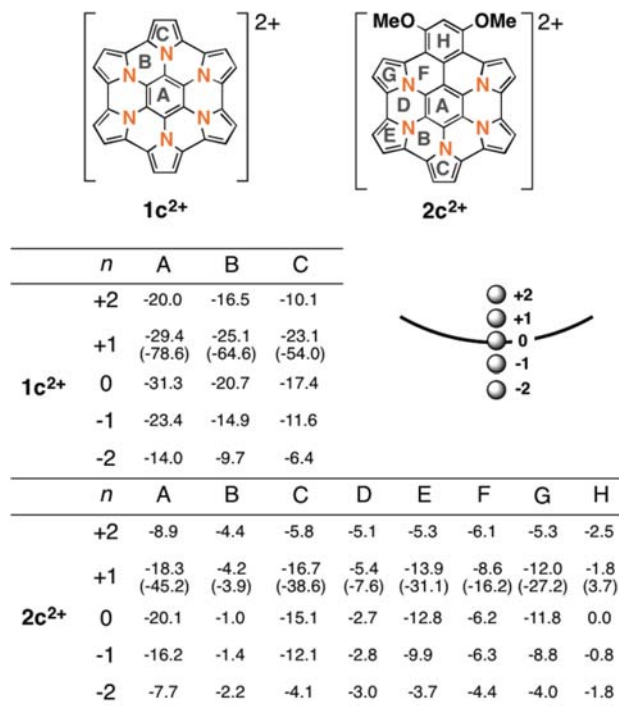 2+
2+
MeO OMe
C
B N
N N
A
N N
N
H
G F
N N
D A
N N
E B
N
C
1c²⁺
2c²⁺
n A B C
+2 -20.0 -16.5 -10.1
+1 -29.4 -25.1 -23.1
(-78.6) (-64.6) (-54.0)
1c²⁺ 0 -31.3 -20.7 -17.4
-1 -23.4 -14.9 -11.6
-2 -14.0 -9.7 -6.4
+2
+1
0
-1
-2
n A B C D E F G H
+2 -8.9 -4.4 -5.8 -5.1 -5.3 -6.1 -5.3 -2.5
+1 -18.3 -4.2 -16.7 -5.4 -13.9 -8.6 -12.0 -1.8
(-45.2) (-3.9) (-38.6) (-7.6) (-31.1) (-16.2) (-27.2) (3.7)
2c²⁺ 0 -20.1 -1.0 -15.1 -2.7 -12.8 -6.2 -11.8 0.0
-1 -16.2 -1.4 -12.1 -2.8 -9.9 -6.3 -8.8 -0.8
-2 -7.7 -2.2 -4.1 -3.0 -3.7 -4.4 -4.0 -1.8